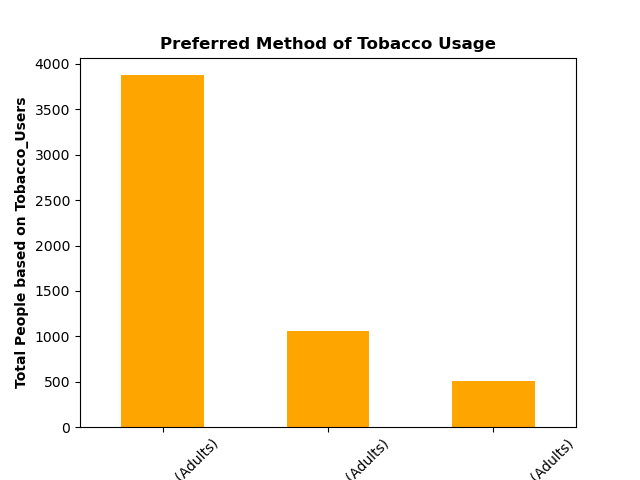 Preferred Method of Tobacco Usage
Total People based on Tobacco_Users
4000
3500
3000
2500
2000
1500
1000
500
0
(Adults)
(Adults)
(Adults)